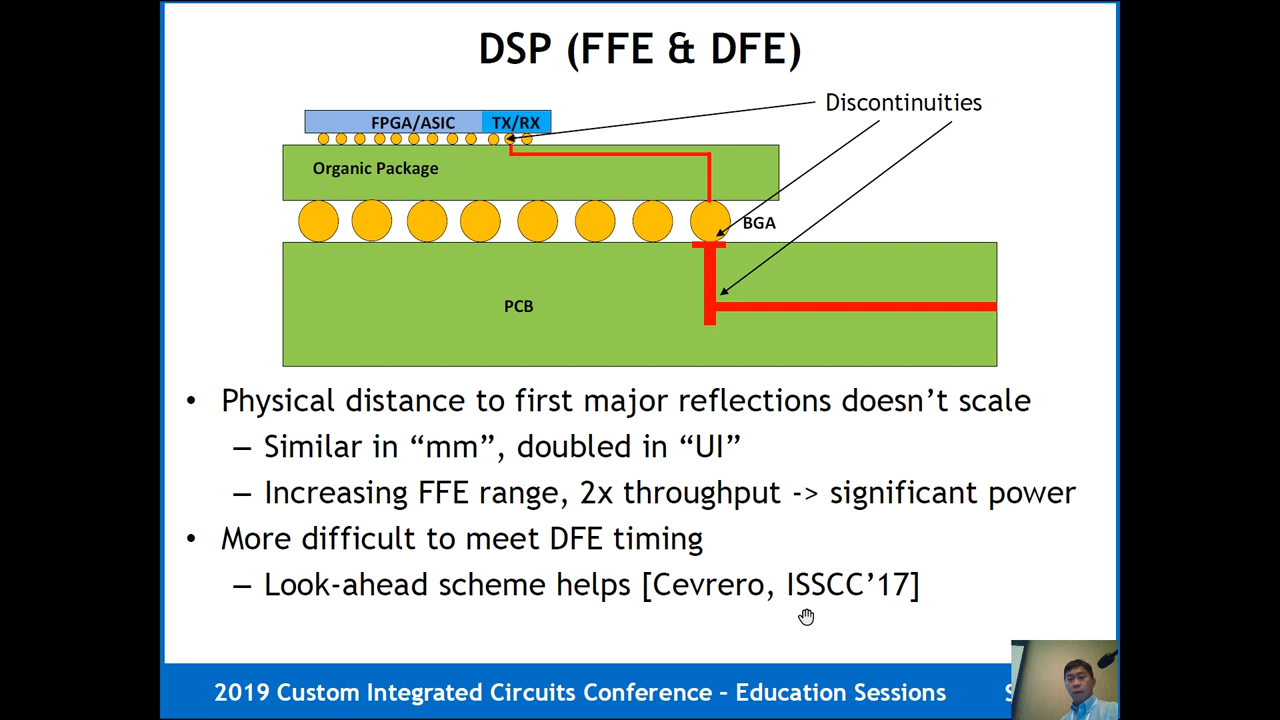 DSP (FFE & DFE)
Discontinuities
FPGA/ASIC TX/RX
Organic Package
BGA
PCB
• Physical distance to first major reflections doesn’t scale
– Similar in “mm”, doubled in “UI”
– Increasing FFE range, 2x throughput -> significant power
• More difficult to meet DFE timing
– Look-ahead scheme helps [Cevrero, ISSCC’17]
2019 Custom Integrated Circuits Conference – Education Sessions